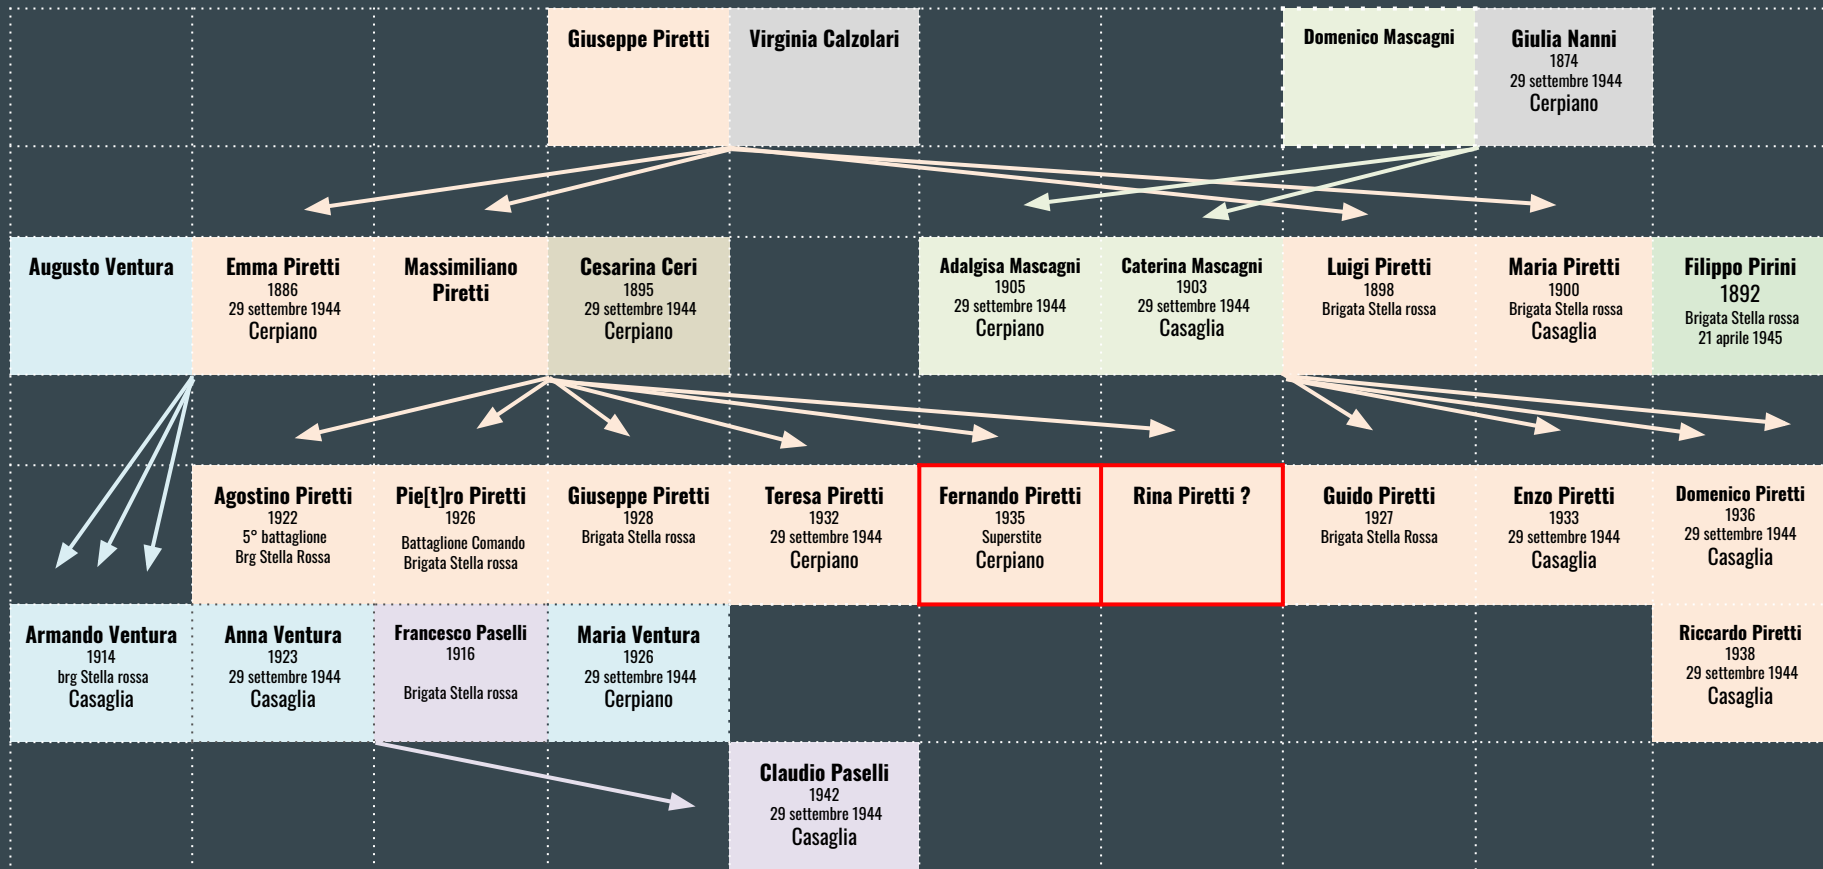 Giuseppe Piretti
Virginia Calzolari
Domenico Mascagni
Giulia Nanni
1874
29 settembre 1944
Cerpiano
Augusto Ventura
Emma Piretti
1886
29 settembre 1944
Cerpiano
Massimiliano
Piretti
Cesarina Ceri
1895
29 settembre 1944
Cerpiano
Adalgisa Mascagni
1905
29 settembre 1944
Cerpiano
Caterina Mascagni
1903
29 settembre 1944
Casaglia
Luigi Piretti
1898
Brigata Stella rossa
Maria Piretti
1900
Brigata Stella rossa
Casaglia
Filippo Pirini
1892
Brigata Stella rossa
21 aprile 1945
Agostino Piretti
1922
5° battaglione
Brg Stella Rossa
Pie[t]ro Piretti
1926
Battaglione Comando
Brigata Stella rossa
Giuseppe Piretti
1928
Brigata Stella rossa
Teresa Piretti
1932
29 settembre 1944
Cerpiano
Fernando Piretti
1935
Superstite
Cerpiano
Rina Piretti ?
Guido Piretti
1927
Brigata Stella Rossa
Enzo Piretti
1933
29 settembre 1944
Casaglia
Domenico Piretti
1936
29 settembre 1944
Casaglia
Armando Ventura
1914
brg Stella rossa
Casaglia
Anna Ventura
1923
29 settembre 1944
Casaglia
Francesco Paselli
1916
Brigata Stella rossa
Maria Ventura
1926
29 settembre 1944
Cerpiano
Riccardo Piretti
1938
29 settembre 1944
Casaglia
Claudio Paselli
1942
29 settembre 1944
Casaglia